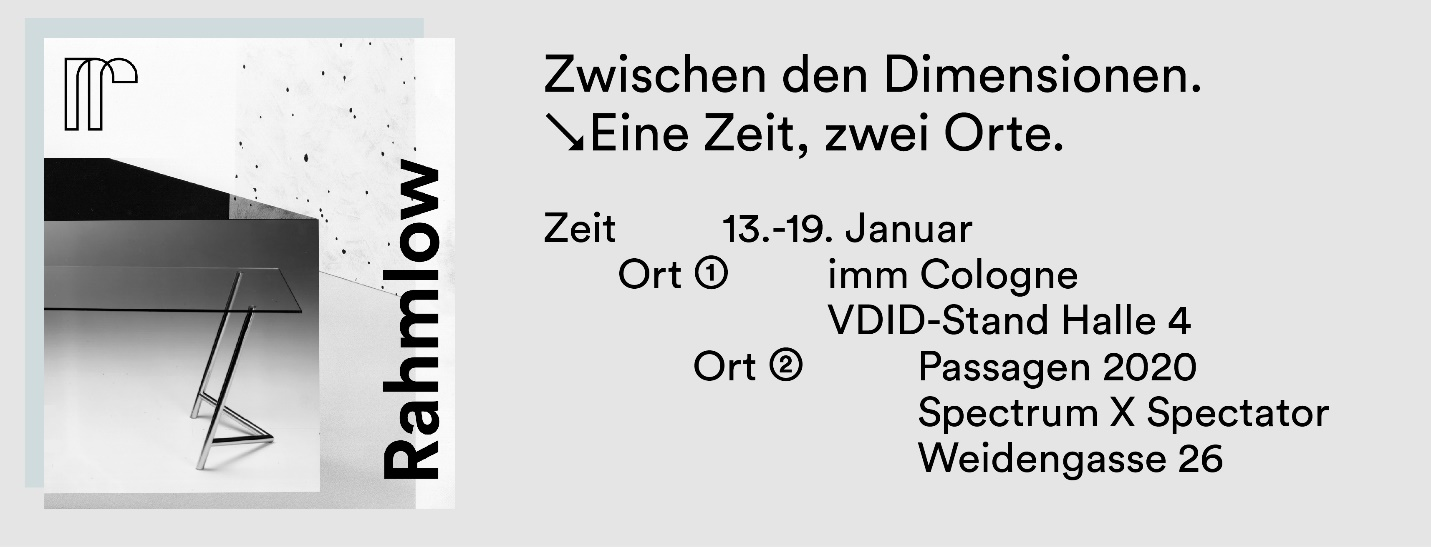 Rahmlow
Zwischen den Dimensionen.
↘Eine Zeit, zwei Orte.
Zeit 13.-19. Januar
Ort ① imm Cologne
VDID-Stand Halle 4
Ort ② Passagen 2020
Spectrum X Spectator
Weidengasse 26